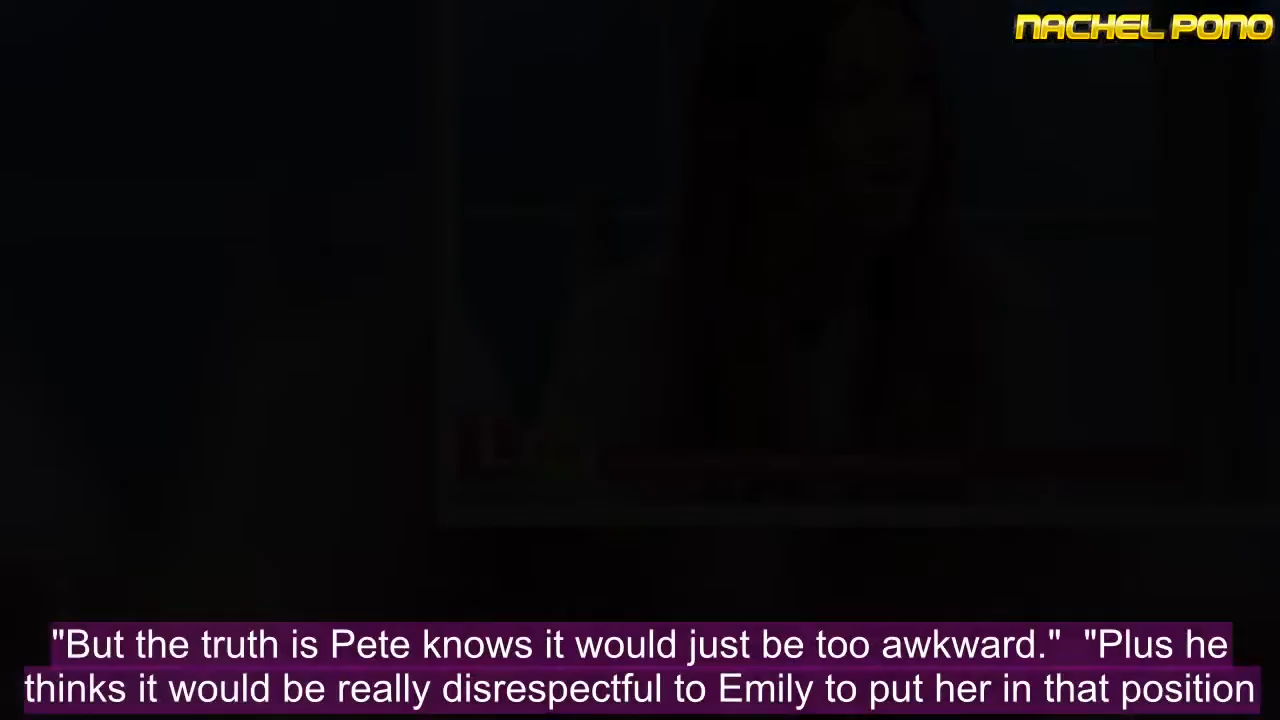 NACHEL PONO
"But the truth is Pete knows it would just be too awkward."  "Plus he
thinks it would be really disrespectful to Emily to put her in that position